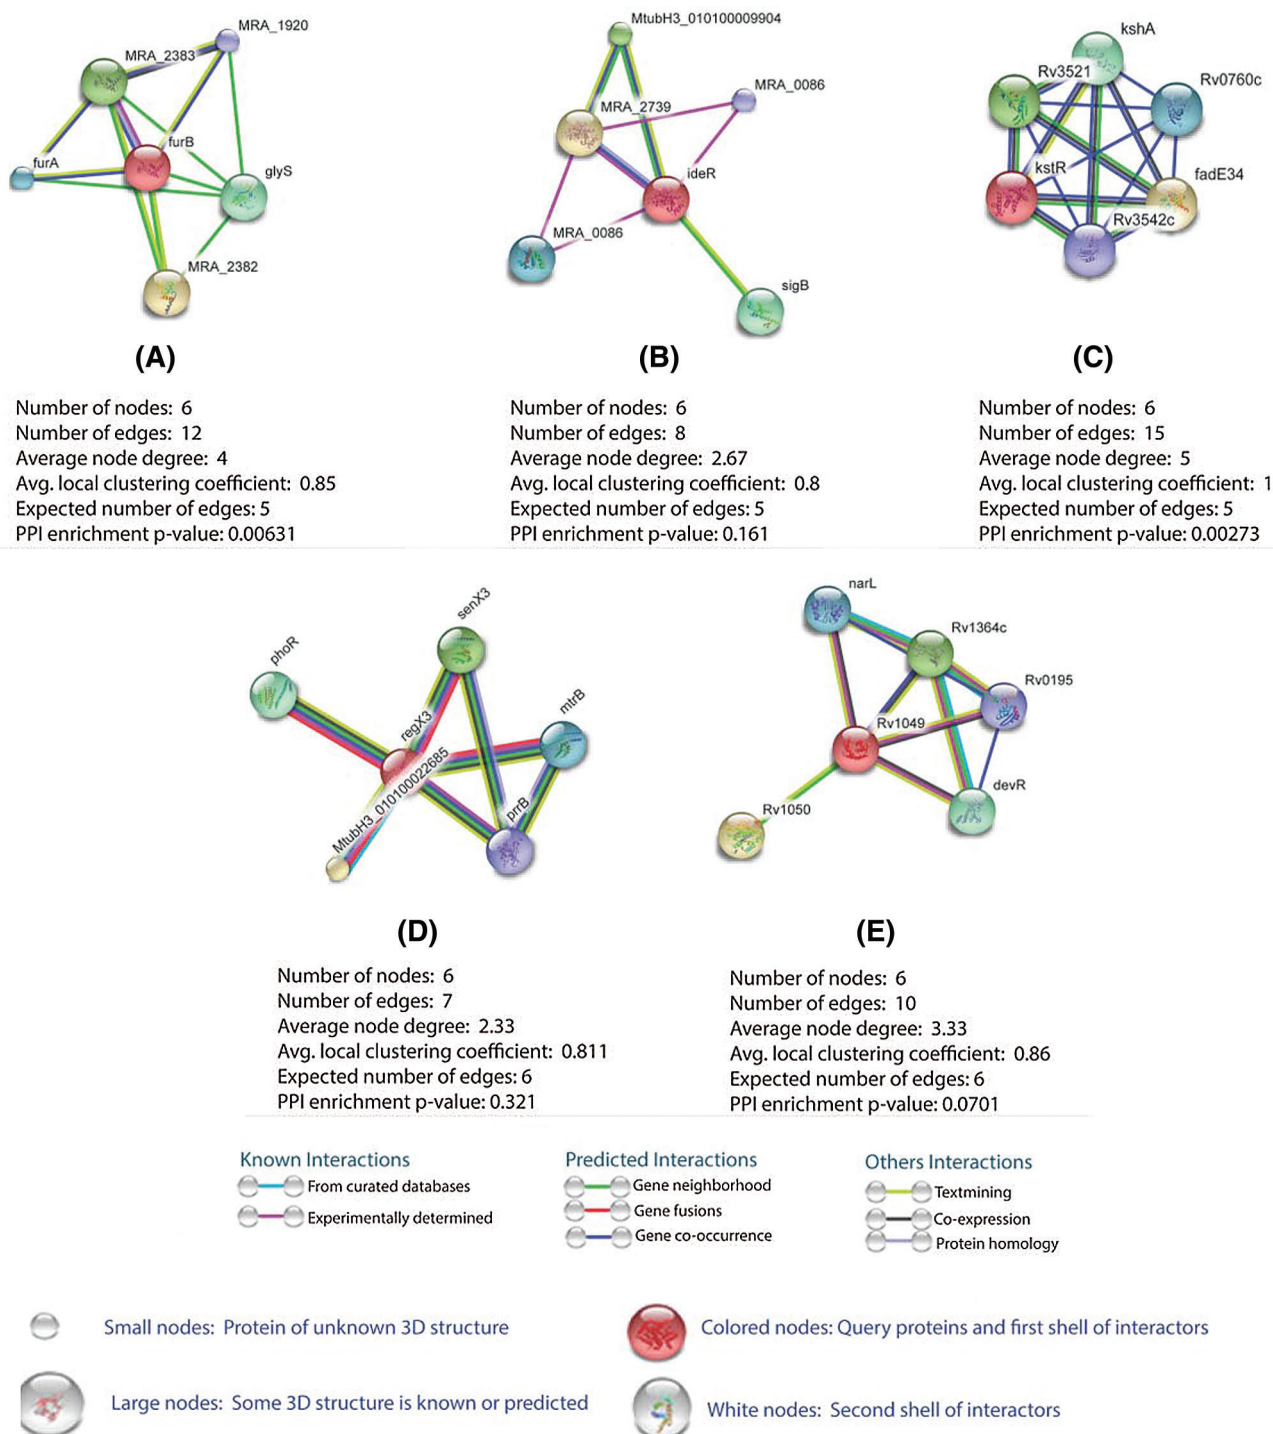 MRA_1920
MRA_2383
furB
furA
glyS
MRA_2382
(A)
Number of nodes: 6
Number of edges: 12
Average node degree: 4
Avg. local clustering coefficient: 0.85
Expected number of edges: 5
PPI enrichment p-value: 0.00631
MtubH3_010100009904
MRA_0086
MRA_2739
ideR
MRA_0086
sigB
(B)
Number of nodes: 6
Number of edges: 8
Average node degree: 2.67
Avg. local clustering coefficient: 0.8
Expected number of edges: 5
PPI enrichment p-value: 0.161
kshA
Rv3521
Rv0760c
kstR
fadE34
Rv3542c
(C)
Number of nodes: 6
Number of edges: 15
Average node degree: 5
Avg. local clustering coefficient: 1
Expected number of edges: 5
PPI enrichment p-value: 0.00273
senX3
phoR
mtrB
regX3
MtubH3_010100022685
prrB
(D)
Number of nodes: 6
Number of edges: 7
Average node degree: 2.33
Avg. local clustering coefficient: 0.811
Expected number of edges: 6
PPI enrichment p-value: 0.321
narL
Rv1364c
Rv0195
Rv1049
devR
Rv1050
(E)
Number of nodes: 6
Number of edges: 10
Average node degree: 3.33
Avg. local clustering coefficient: 0.86
Expected number of edges: 6
PPI enrichment p-value: 0.0701
Known Interactions
From curated databases
Experimentally determined
Predicted Interactions
Gene neighborhood
Gene fusions
Gene co-occurrence
Others Interactions
Textmining
Co-expression
Protein homology
Small nodes: Protein of unknown 3D structure
Colored nodes: Query proteins and first shell of interactors
Large nodes: Some 3D structure is known or predicted
White nodes: Second shell of interactors